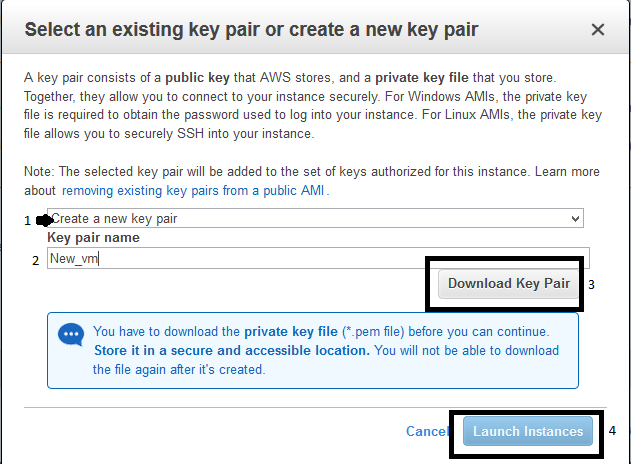 Select an existing key pair or create a new key pair
A key pair consists of a public key that AWS stores, and a private key file that you store.
Together, they allow you to connect to your instance securely. For Windows AMIs, the private key
file is required to obtain the password used to log into your instance. For Linux AMIs, the private key
file allows you to securely SSH into your instance.
Note: The selected key pair will be added to the set of keys authorized for this instance. Learn more
about removing existing key pairs from a public AMI.
1 Create a new key pair
Key pair name
2 New_vm
Download Key Pair 3
You have to download the private key file (*.pem file) before you can continue.
Store it in a secure and accessible location. You will not be able to download
the file again after it's created.
Cancel Launch Instances 4